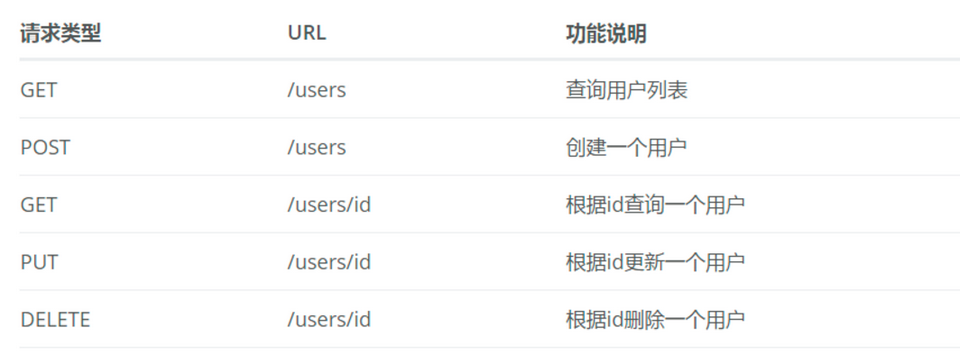 请求类型 URL 功能说明
GET /users 查询用户列表
POST /users 创建一个用户
GET /users/id 根据id查询一个用户
PUT /users/id 根据id更新一个用户
DELETE /users/id 根据id删除一个用户